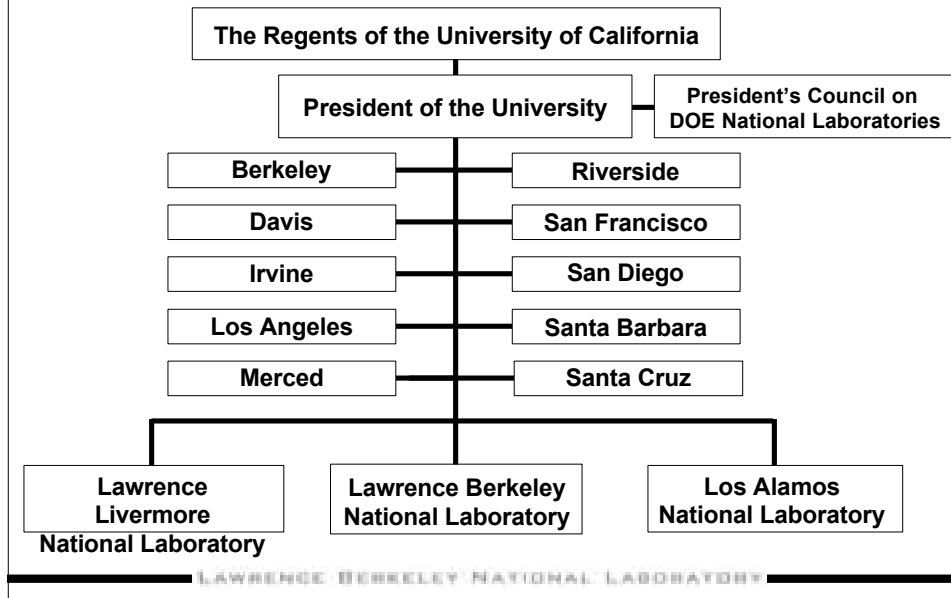 The Regents of the University of California
President of the University
President’s Council on
DOE National Laboratories
Berkeley
Riverside
Davis
San Francisco
Irvine
San Diego
Los Angeles
Santa Barbara
Merced
Santa Cruz
Lawrence
Livermore
National Laboratory
Lawrence Berkeley
National Laboratory
Los Alamos
National Laboratory
LAWRENCE BERKELEY NATIONAL LABORATORY